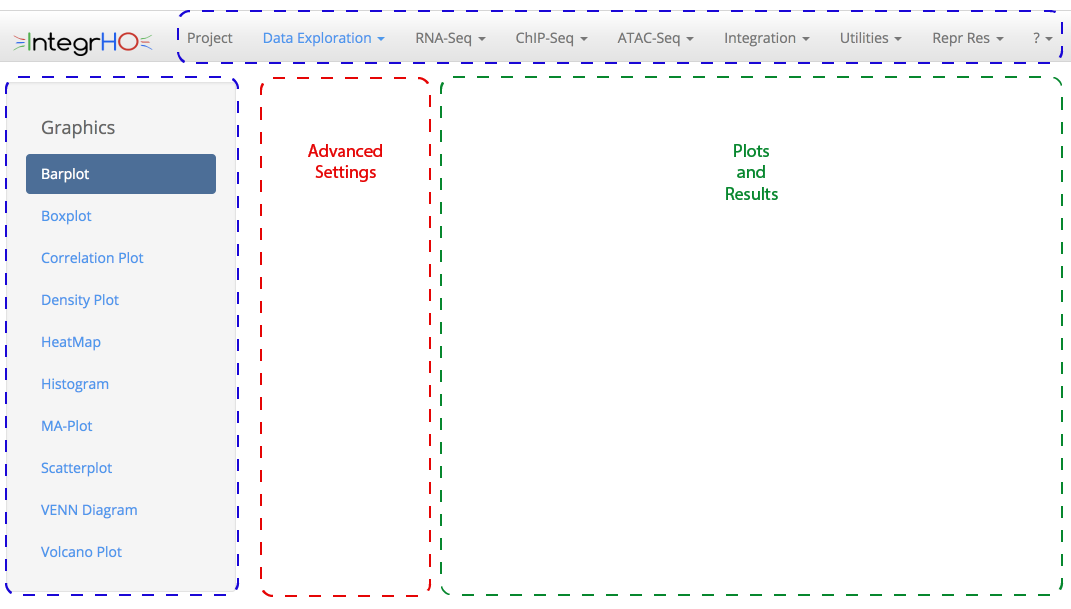 IntegrHO Project Data Exploration RNA-Seq ChIP-Seq ATAC-Seq Integration Utilities Repr Res ?
Graphics
Barplot
Boxplot
Correlation Plot
Density Plot
HeatMap
Histogram
MA-Plot
Scatterplot
VENN Diagram
Volcano Plot
Advanced
Settings
Plots
and
Results